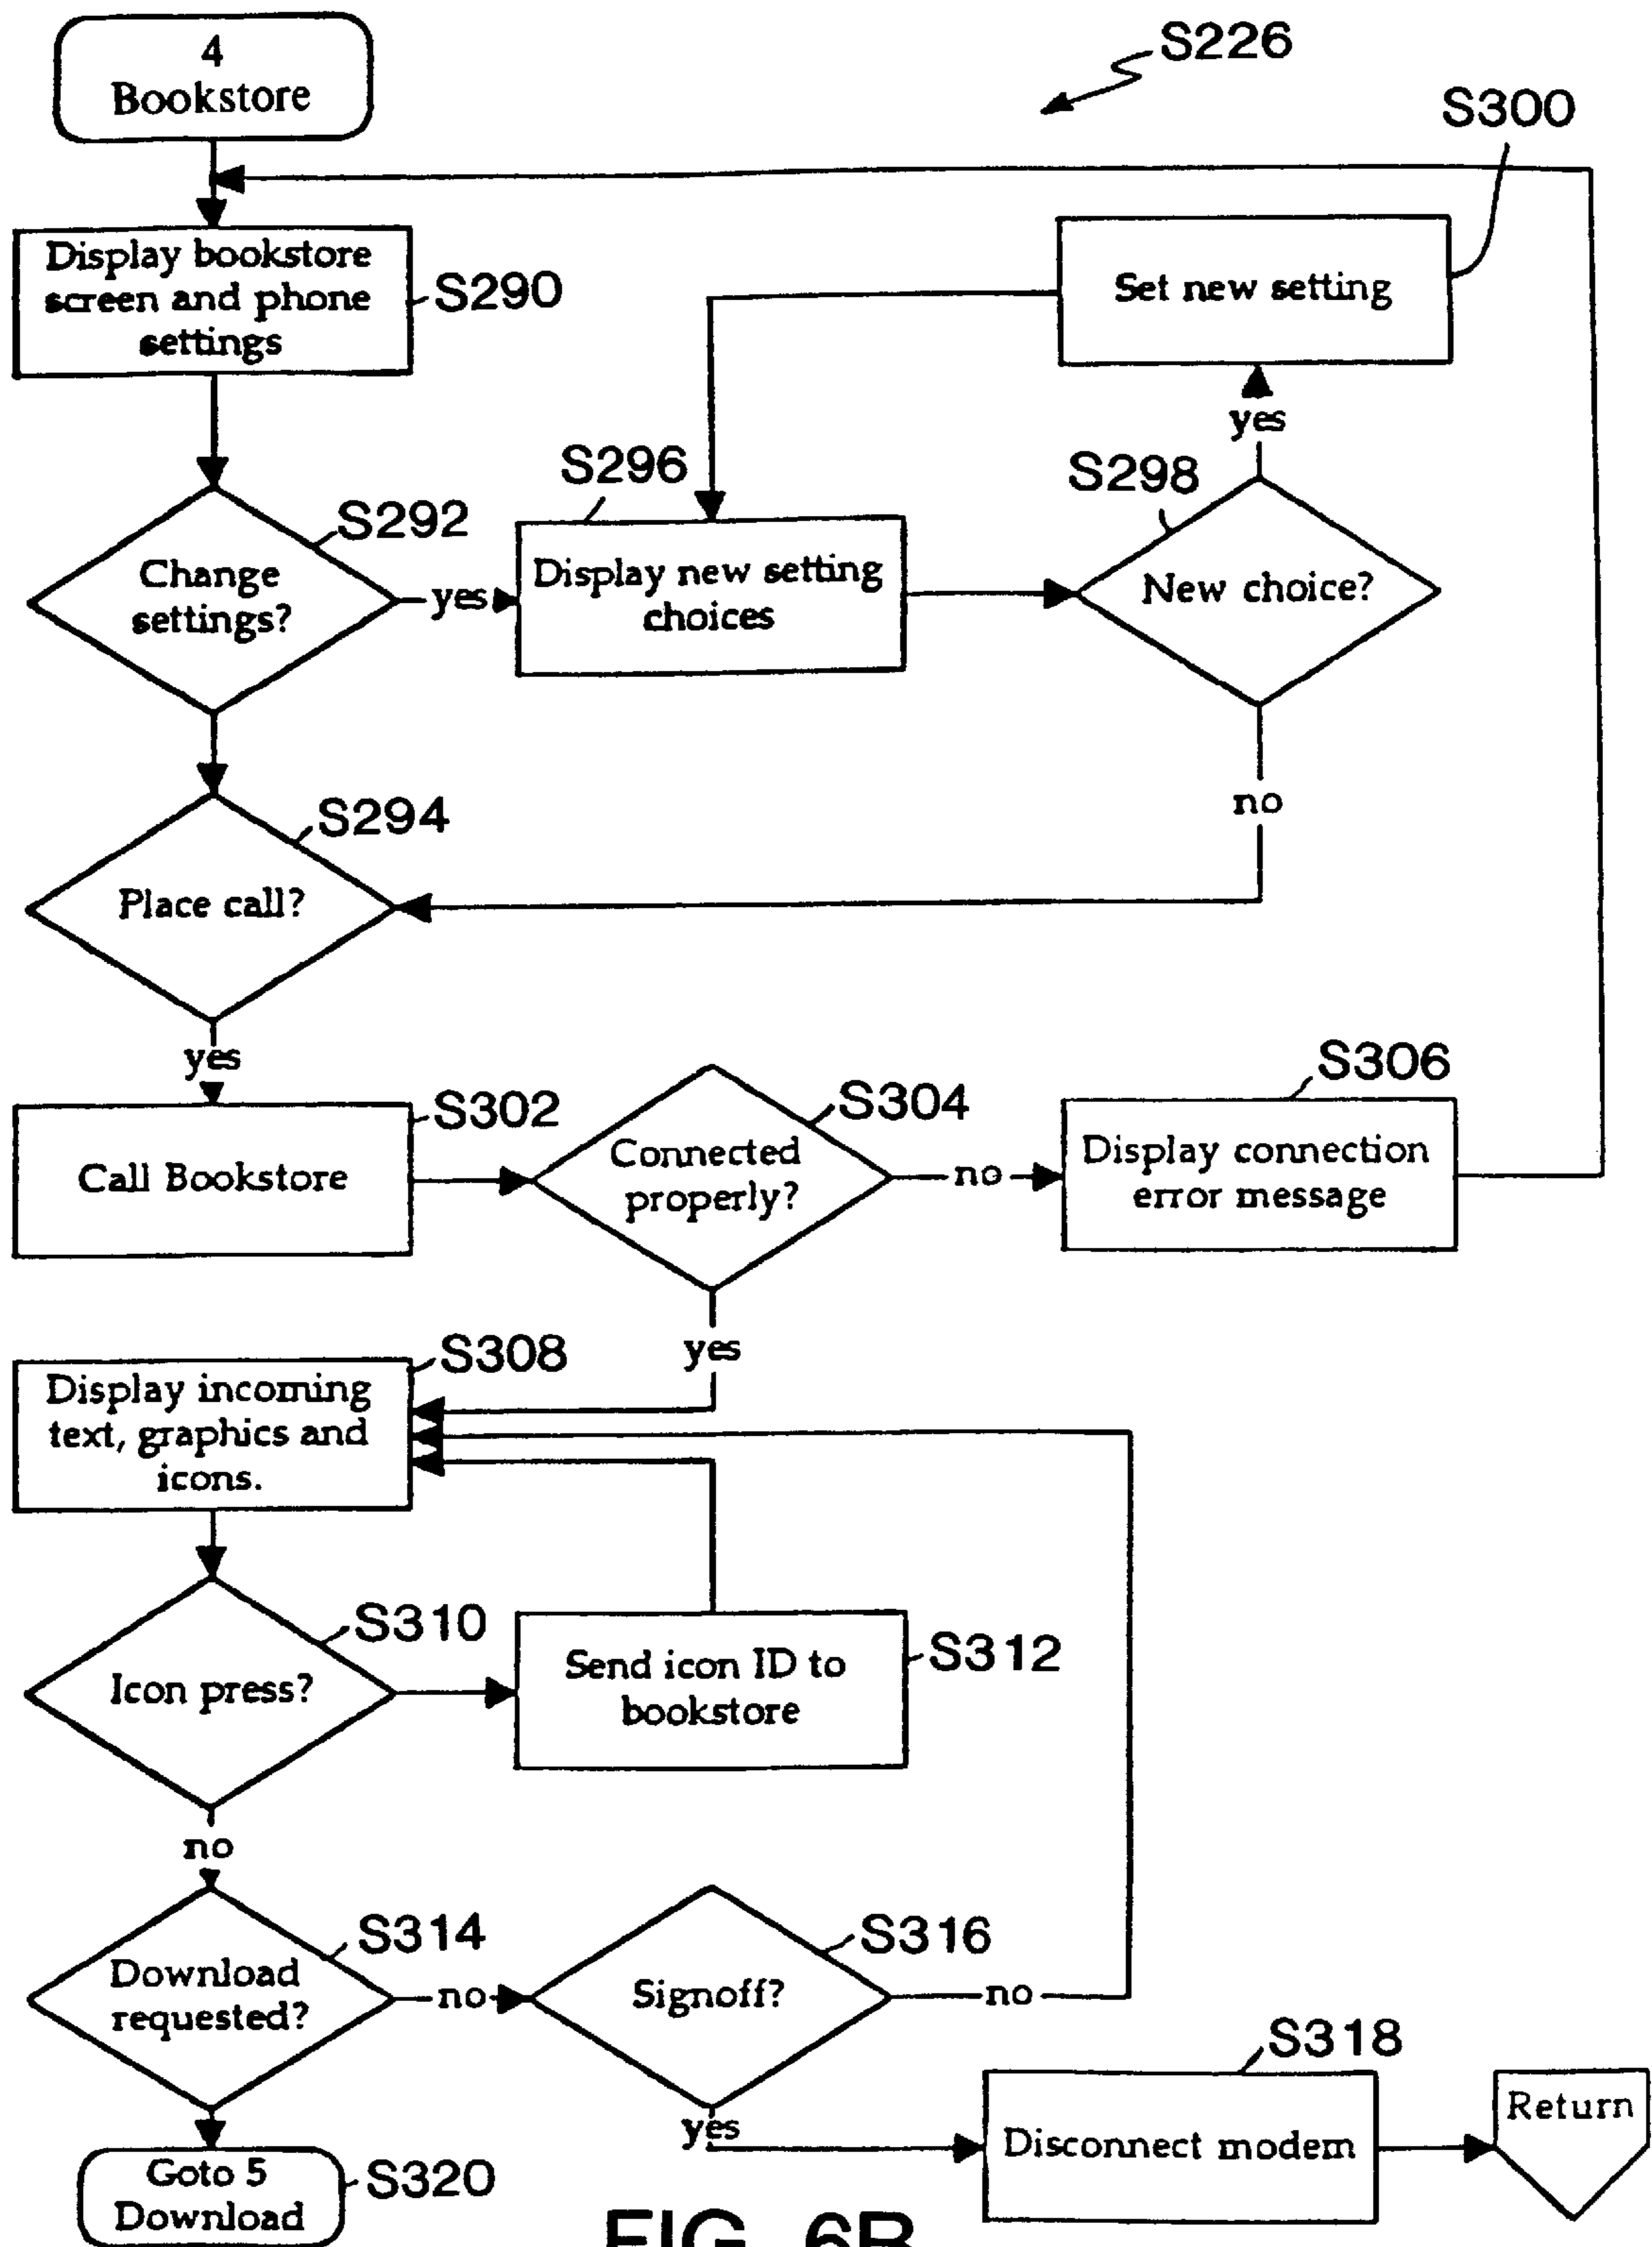 4
Bookstore
S226
S300
Display bookstore
screen and phone
settings
S290
Set new setting
yes
S296
S298
S292
Change
settings?
yes
Display new setting
choices
New choice?
no
S294
Place call?
yes
S302
Call Bookstore
S304
Connected
properly?
no
S306
Display connection
error message
yes
S308
Display incoming
text, graphics and
icons.
S310
Icon press?
Send icon ID to
bookstore
S312
no
S314
Download
requested?
no
S316
Signoff?
no
S318
yes
Disconnect modem
Return
Goto 5
Download
S320
FIG. 6B